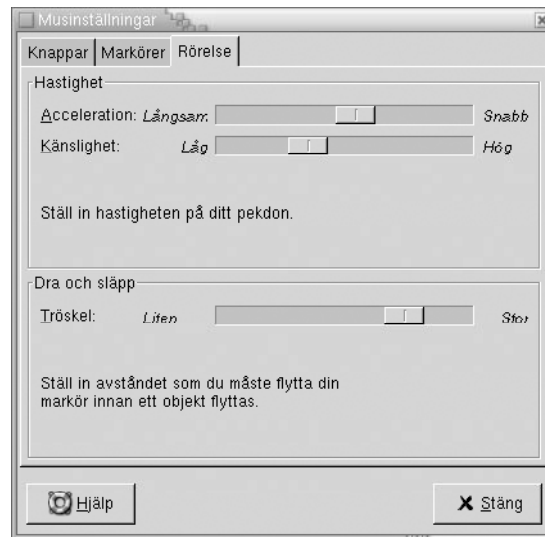 Musinställningar
Knappar Markörer Rörelse
Hastighet
Acceleration: Långsam Snabb
Känslighet: Låg Hög
Ställ in hastigheten på ditt pekdon.
Dra och släpp
Tröskel: Liten Stor
Ställ in avståndet som du måste flytta din
markör innan ett objekt flyttas.
Hjälp Stäng